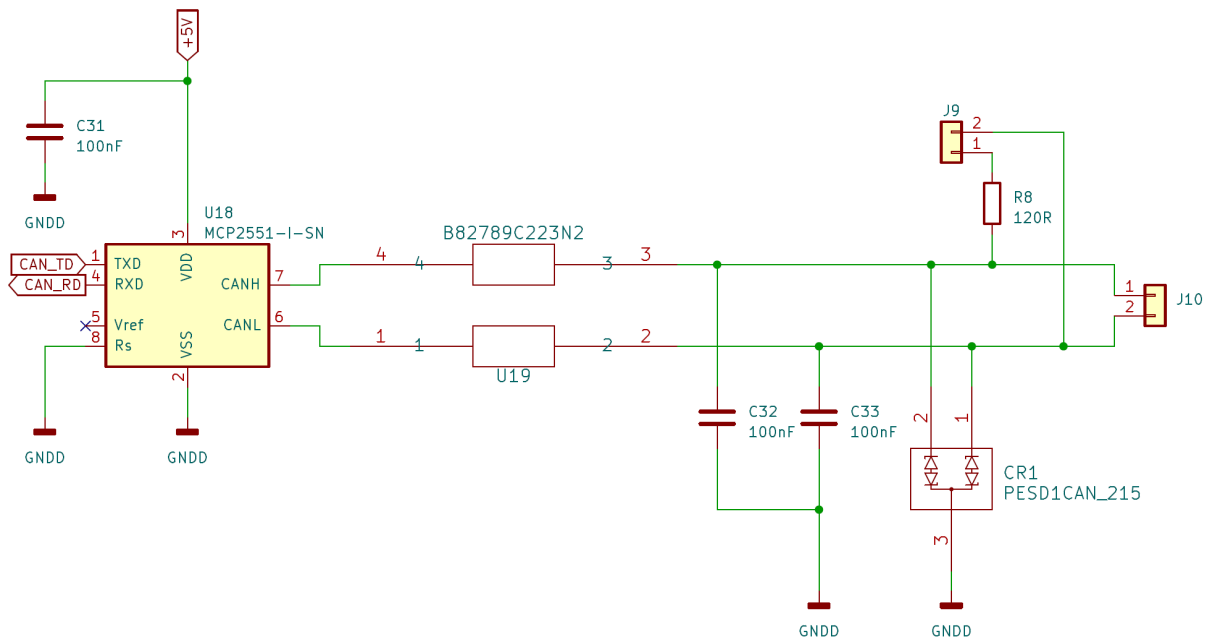 +5V
C31
100nF
GNDD
U18
MCP2551-I-SN
3
VDD
CAN_TD
1
TXD
CAN_RD
4
RXD
5
Vref
8
Rs
CANH
7
CANL
6
VSS
2
GNDD
GNDD
B82789C223N2
4
4
3
3
1
1
2
2
U19
J9
2
1
R8
120R
1
2
J10
C32
100nF
C33
100nF
2
1
CR1
PESD1CAN_215
3
GNDD
GNDD